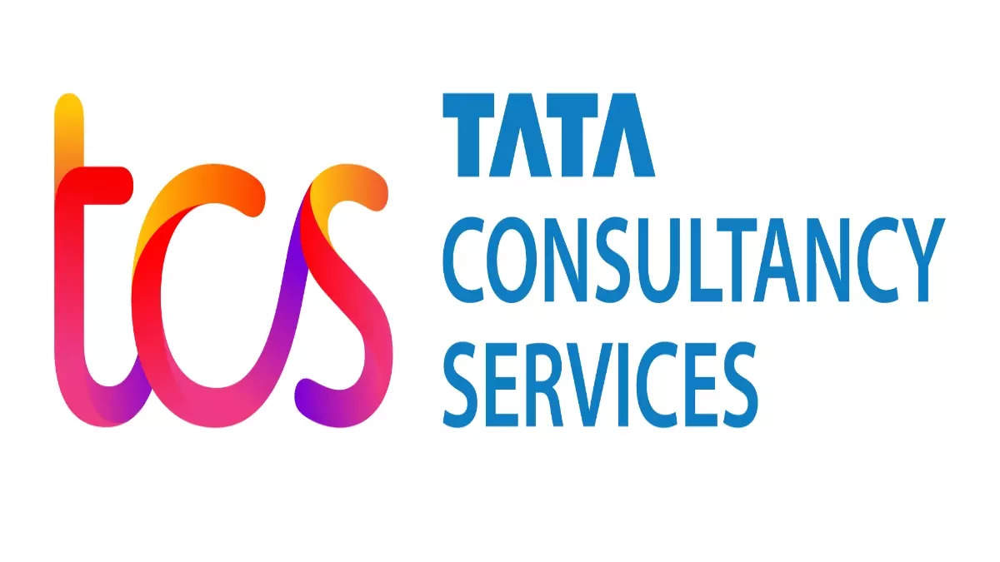 tcs
TATA
CONSULTANCY
SERVICES